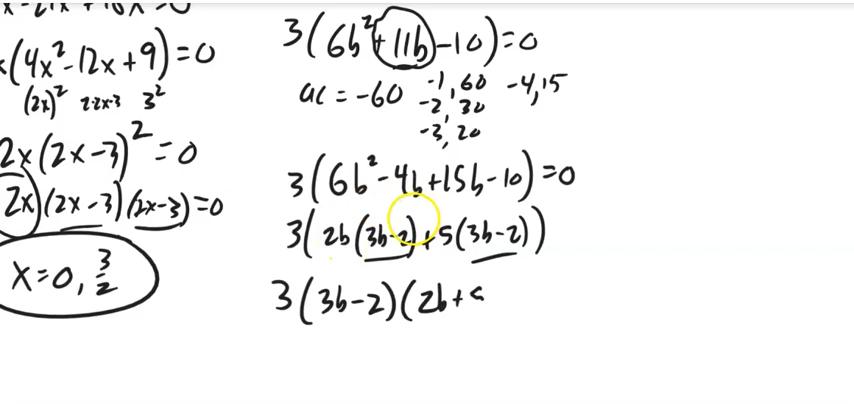 (4x²-12x+9)=0
(2x)² 2·2x·3 3²
2x(2x-3)²=0
2x(2x-3)(2x-3)=0
x=0, 3/2
3(6b²+11b-10)=0
ac=-60 -1,60 -4,15
-2,30
-3,20
3(6b²-4b+15b-10)=0
3(2b(3b-2)+5(3b-2))
3(3b-2)(2b+